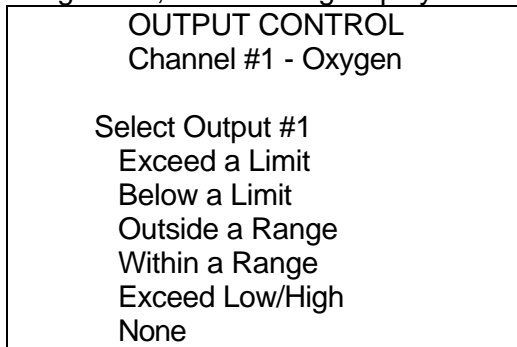 OUTPUT CONTROL
Channel #1 - Oxygen
Select Output #1
Exceed a Limit
Below a Limit
Outside a Range
Within a Range
Exceed Low/High
None